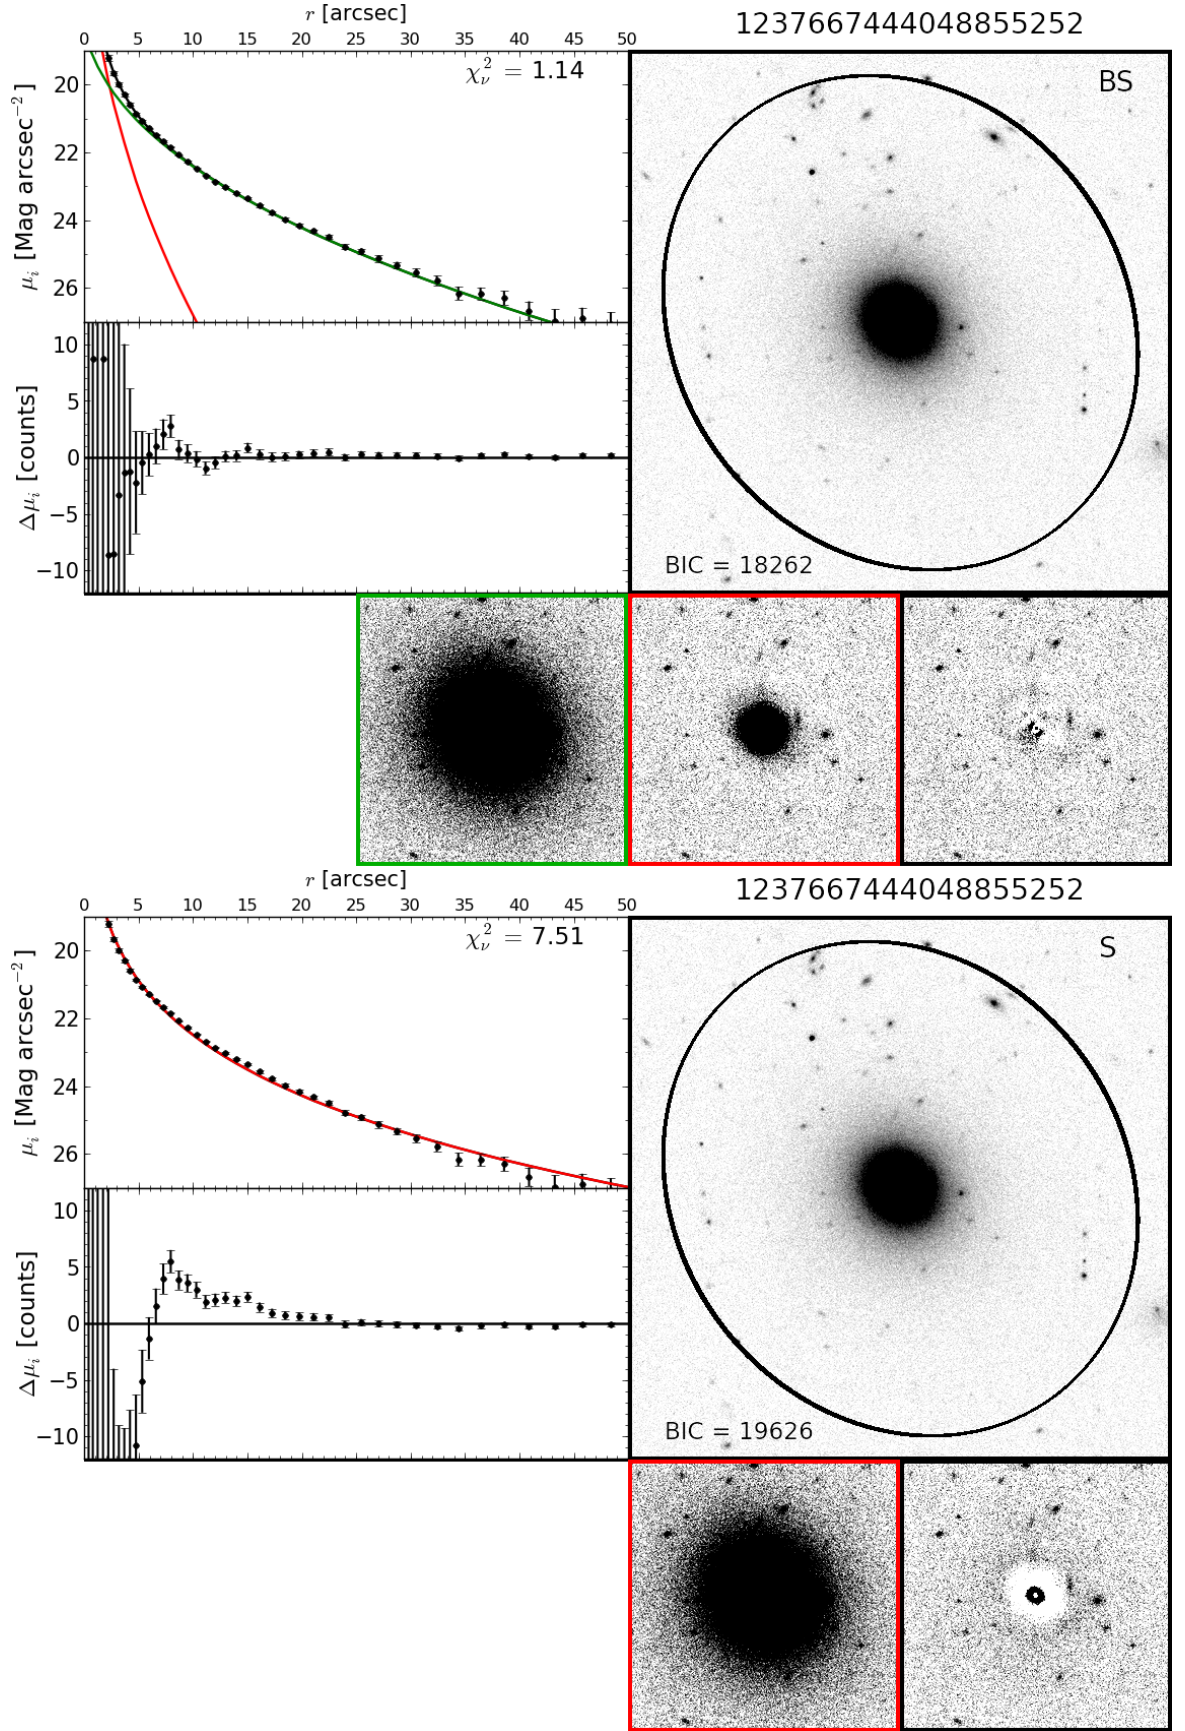 r [arcsec]
1237667444048855252
0 5 10 15 20 25 30 35 40 45 50
χ²ν = 1.14
BS
20
22
24
26
μi [Mag arcsec−2]
10
5
0
−5
−10
Δμi [counts]
BIC = 18262
r [arcsec]
1237667444048855252
0 5 10 15 20 25 30 35 40 45 50
χ²ν = 7.51
S
20
22
24
26
μi [Mag arcsec−2]
10
5
0
−5
−10
Δμi [counts]
BIC = 19626